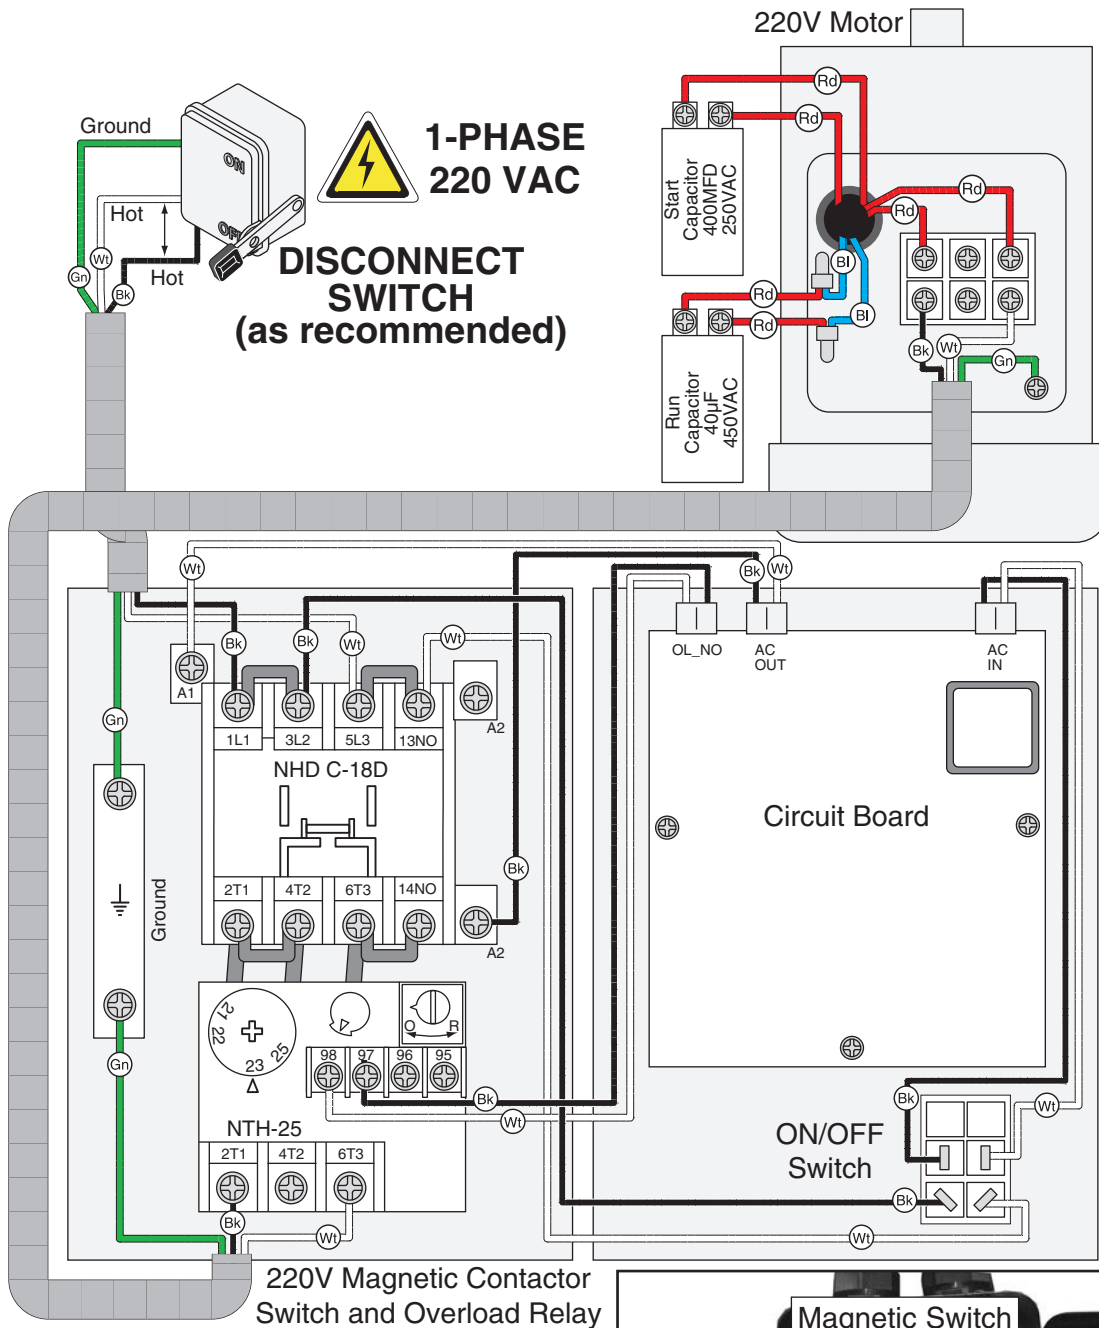 220V Motor
Ground
1-PHASE
220 VAC
ON
OFF
Hot
Hot
DISCONNECT
SWITCH
(as recommended)
Gn
Wt
Bk
Rd
Rd
Rd
Rd
Start
Capacitor
400MFD
250VAC
Bl
Bl
Rd
Rd
Run
Capacitor
40µF
450VAC
Bk
Wt
Gn
Wt
Bk
Wt
Bk
Bk
Wt
Wt
A1
A2
OL_NO
AC
OUT
AC
IN
1L1
3L2
5L3
13NO
NHD C-18D
Gn
Circuit Board
Bk
2T1
4T2
6T3
14NO
A2
Ground
21
22
23
25
O
R
98
97
96
95
Gn
Bk
Wt
NTH-25
2T1
4T2
6T3
Bk
Wt
ON/OFF
Switch
Bk
Wt
Bk
Wt
220V Magnetic Contactor
Switch and Overload Relay
Magnetic Switch